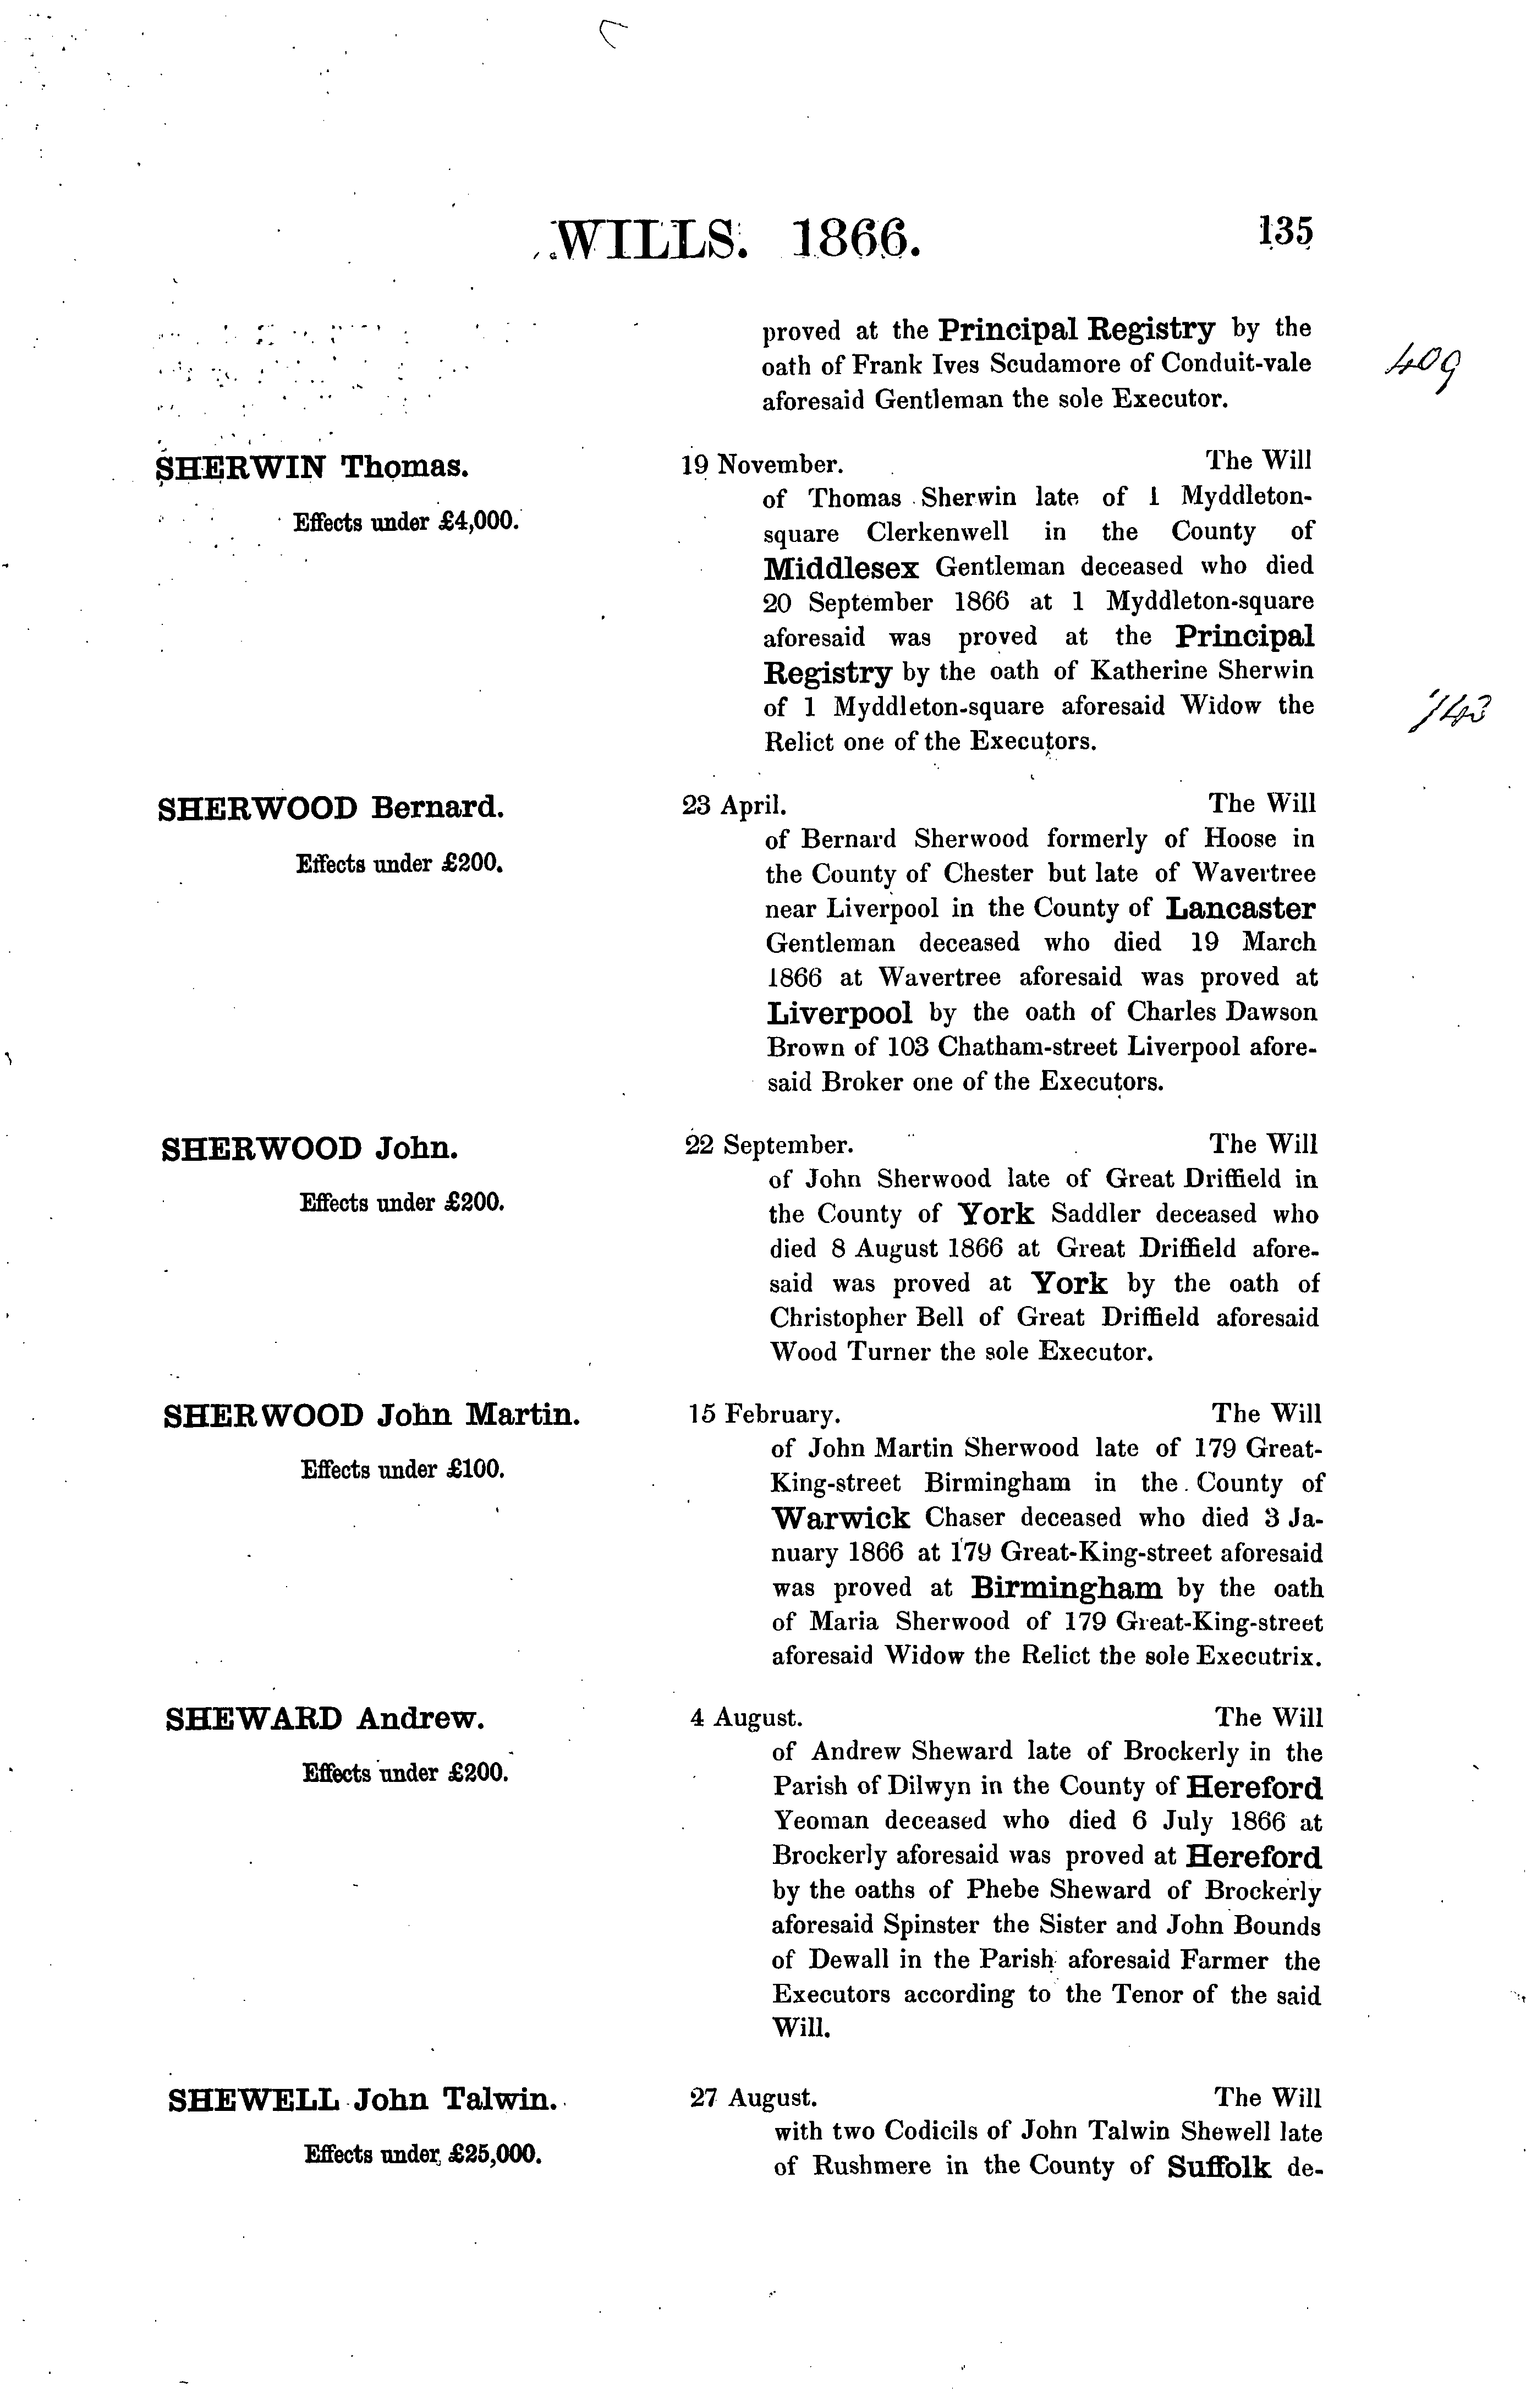 WILLS. 1866. 135
proved at the Principal Registry by the
oath of Frank Ives Scudamore of Conduit-vale
aforesaid Gentleman the sole Executor.
409
SHERWIN Thomas.
Effects under £4,000.
19 November. The Will
of Thomas Sherwin late of 1 Myddleton-
square Clerkenwell in the County of
Middlesex Gentleman deceased who died
20 September 1866 at 1 Myddleton-square
aforesaid was proved at the Principal
Registry by the oath of Katherine Sherwin
of 1 Myddleton-square aforesaid Widow the
Relict one of the Executors.
743
SHERWOOD Bernard.
Effects under £200.
23 April. The Will
of Bernard Sherwood formerly of Hoose in
the County of Chester but late of Wavertree
near Liverpool in the County of Lancaster
Gentleman deceased who died 19 March
1866 at Wavertree aforesaid was proved at
Liverpool by the oath of Charles Dawson
Brown of 103 Chatham-street Liverpool afore-
said Broker one of the Executors.
SHERWOOD John.
Effects under £200.
22 September. The Will
of John Sherwood late of Great Driffield in
the County of York Saddler deceased who
died 8 August 1866 at Great Driffield afore-
said was proved at York by the oath of
Christopher Bell of Great Driffield aforesaid
Wood Turner the sole Executor.
SHERWOOD John Martin.
Effects under £100.
15 February. The Will
of John Martin Sherwood late of 179 Great-
King-street Birmingham in the County of
Warwick Chaser deceased who died 3 Ja-
nuary 1866 at 179 Great-King-street aforesaid
was proved at Birmingham by the oath
of Maria Sherwood of 179 Great-King-street
aforesaid Widow the Relict the sole Executrix.
SHEWARD Andrew.
Effects under £200.
4 August. The Will
of Andrew Sheward late of Brockerly in the
Parish of Dilwyn in the County of Hereford
Yeoman deceased who died 6 July 1866 at
Brockerly aforesaid was proved at Hereford
by the oaths of Phebe Sheward of Brockerly
aforesaid Spinster the Sister and John Bounds
of Dewall in the Parish aforesaid Farmer the
Executors according to the Tenor of the said
Will.
SHEWELL John Talwin.
Effects under £25,000.
27 August. The Will
with two Codicils of John Talwin Shewell late
of Rushmere in the County of Suffolk de-